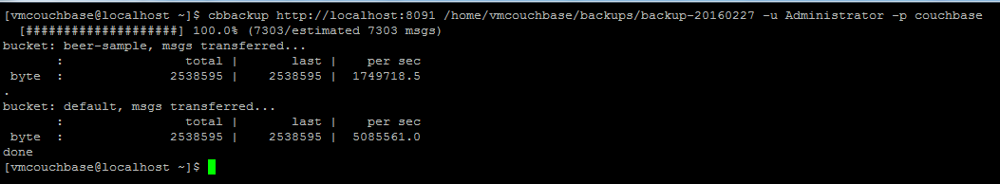 [vmcouchbase@localhost ~]$ cbbackup http://localhost:8091 /home/vmcouchbase/backups/backup-20160227 -u Administrator -p couchbase
  [####################] 100.0% (7303/estimated 7303 msgs)
bucket: beer-sample, msgs transferred...
       :                total |       last |    per sec
 byte  :              2538595 |    2538595 |  1749718.5
.
bucket: default, msgs transferred...
       :                total |       last |    per sec
 byte  :              2538595 |    2538595 |  5085561.0
done
[vmcouchbase@localhost ~]$